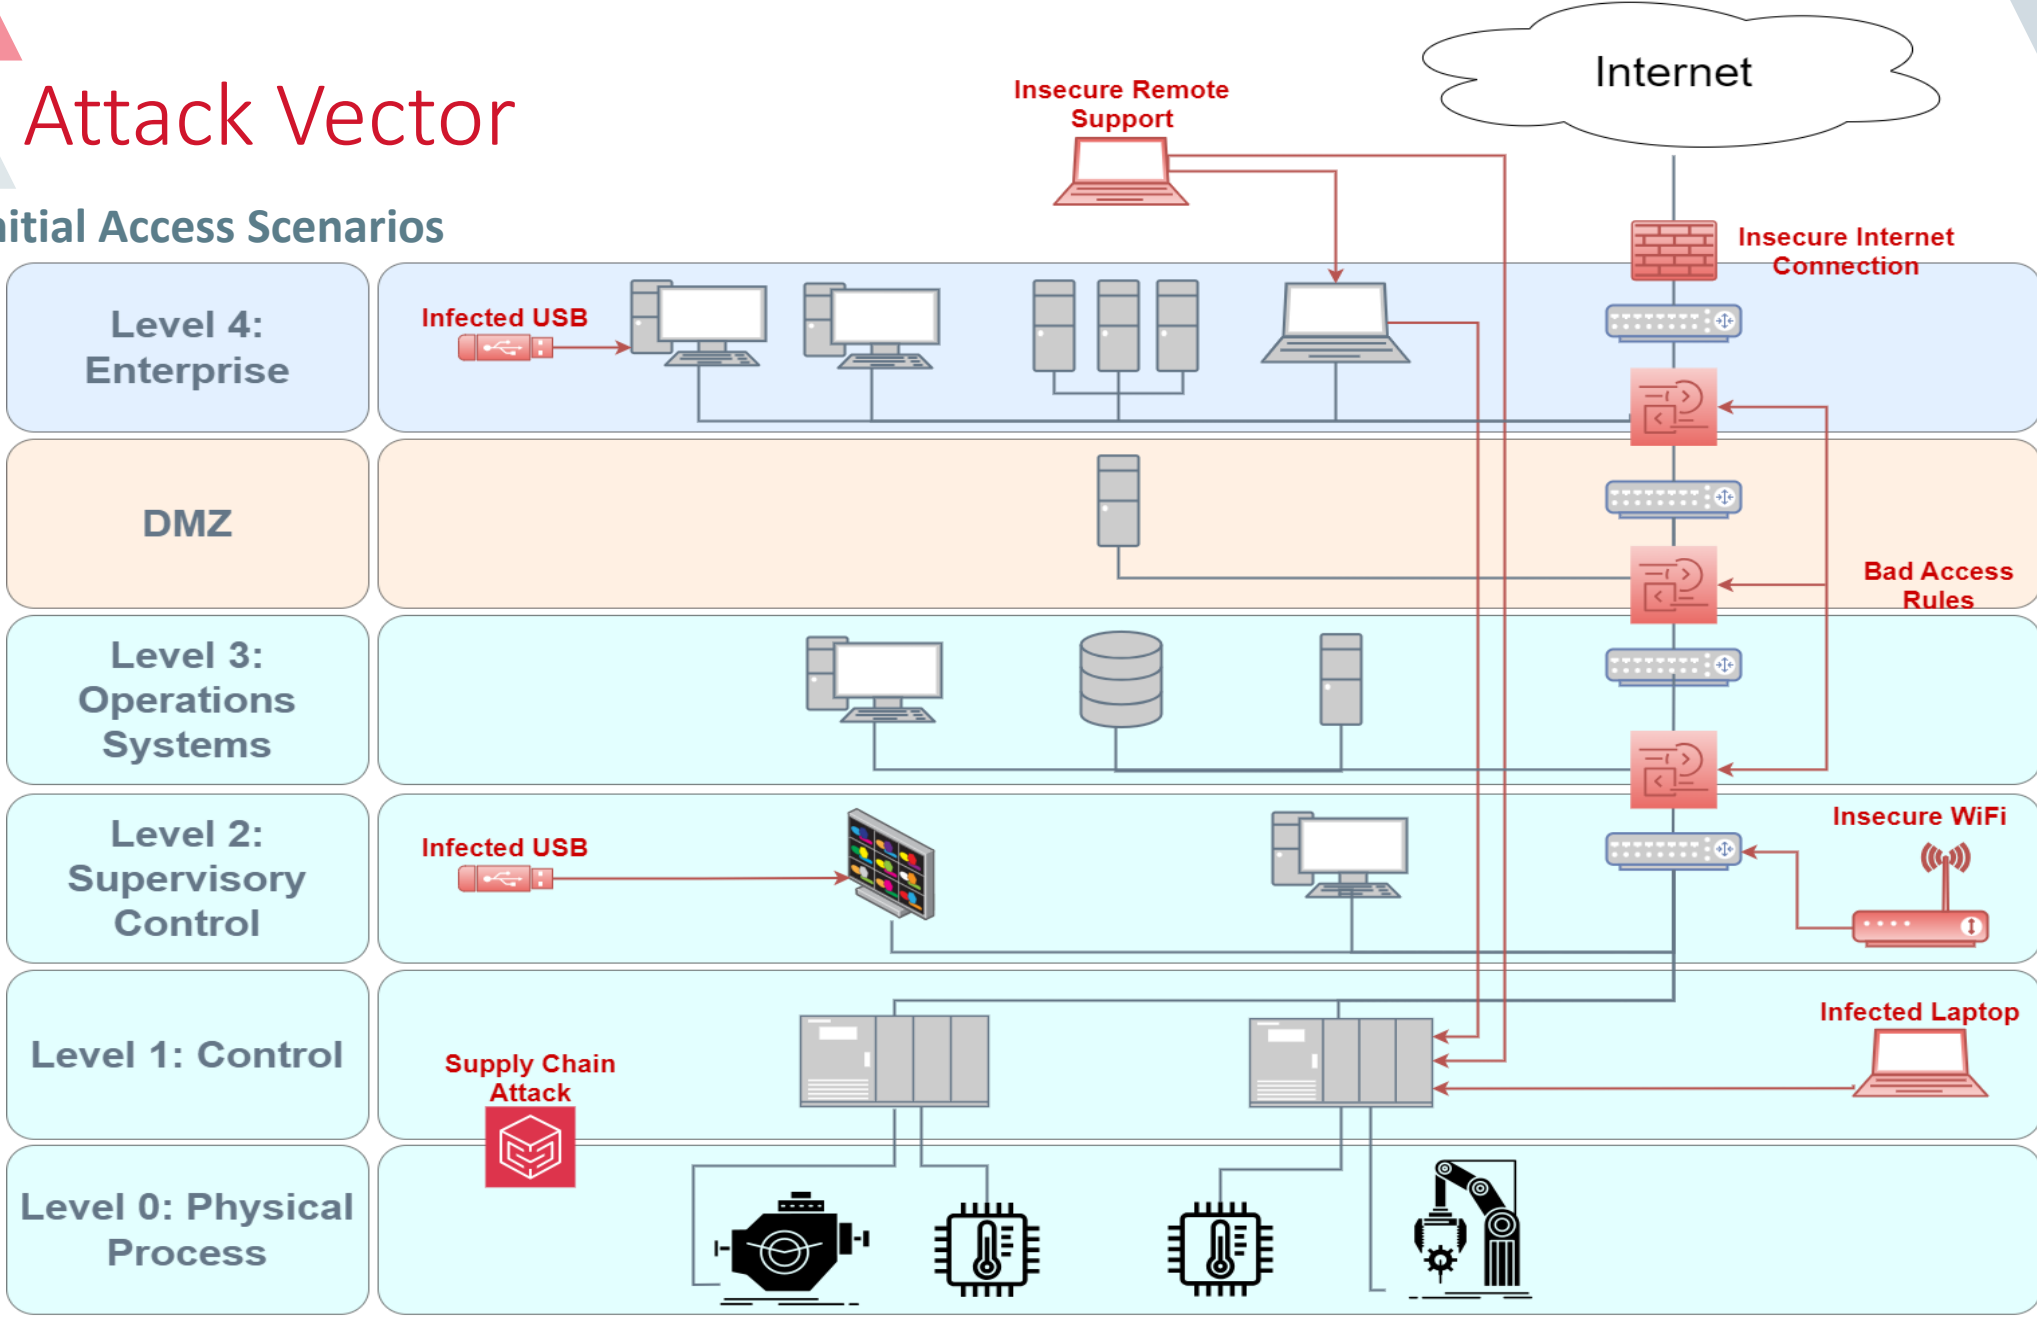 Attack Vector
nitial Access Scenarios
Internet
Insecure Remote
Support
Insecure Internet
Connection
Level 4:
Enterprise
Infected USB
DMZ
Bad Access
Rules
Level 3:
Operations
Systems
Level 2:
Supervisory
Control
Infected USB
Insecure WiFi
Level 1: Control
Supply Chain
Attack
Infected Laptop
Level 0: Physical
Process